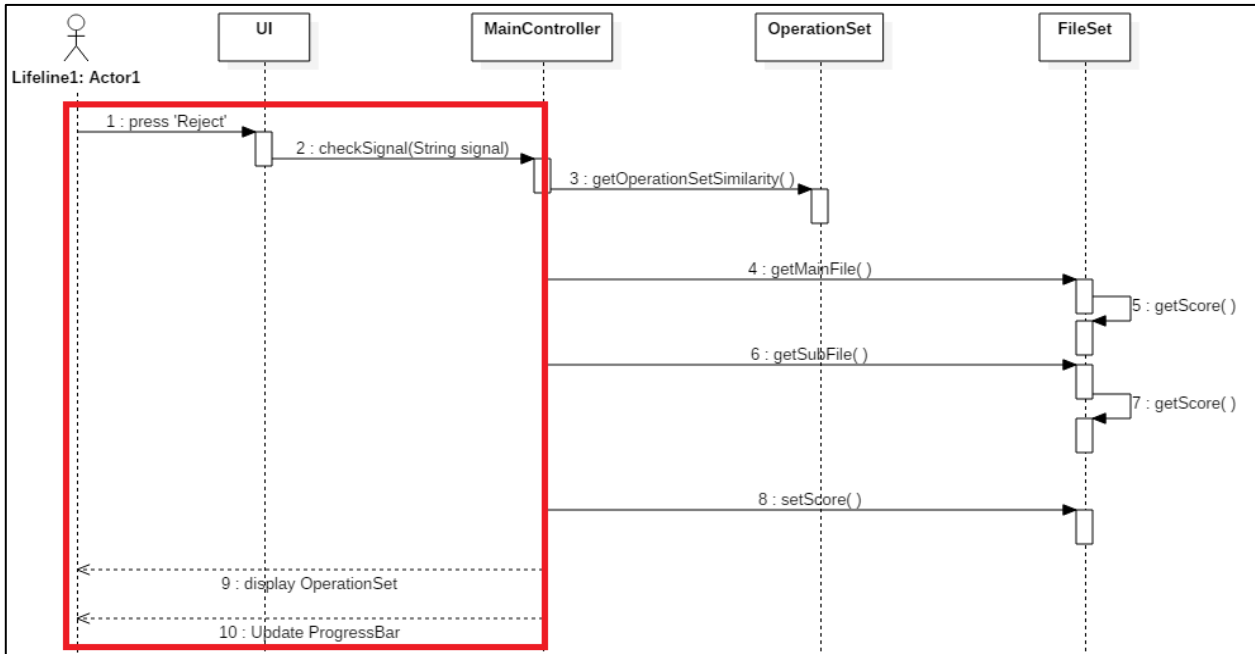 UI
MainController
OperationSet
FileSet
Lifeline1: Actor1
1 : press 'Reject'
2 : checkSignal(String signal)
3 : getOperationSetSimilarity( )
4 : getMainFile( )
5 : getScore( )
6 : getSubFile( )
7 : getScore( )
8 : setScore( )
9 : display OperationSet
10 : Update ProgressBar